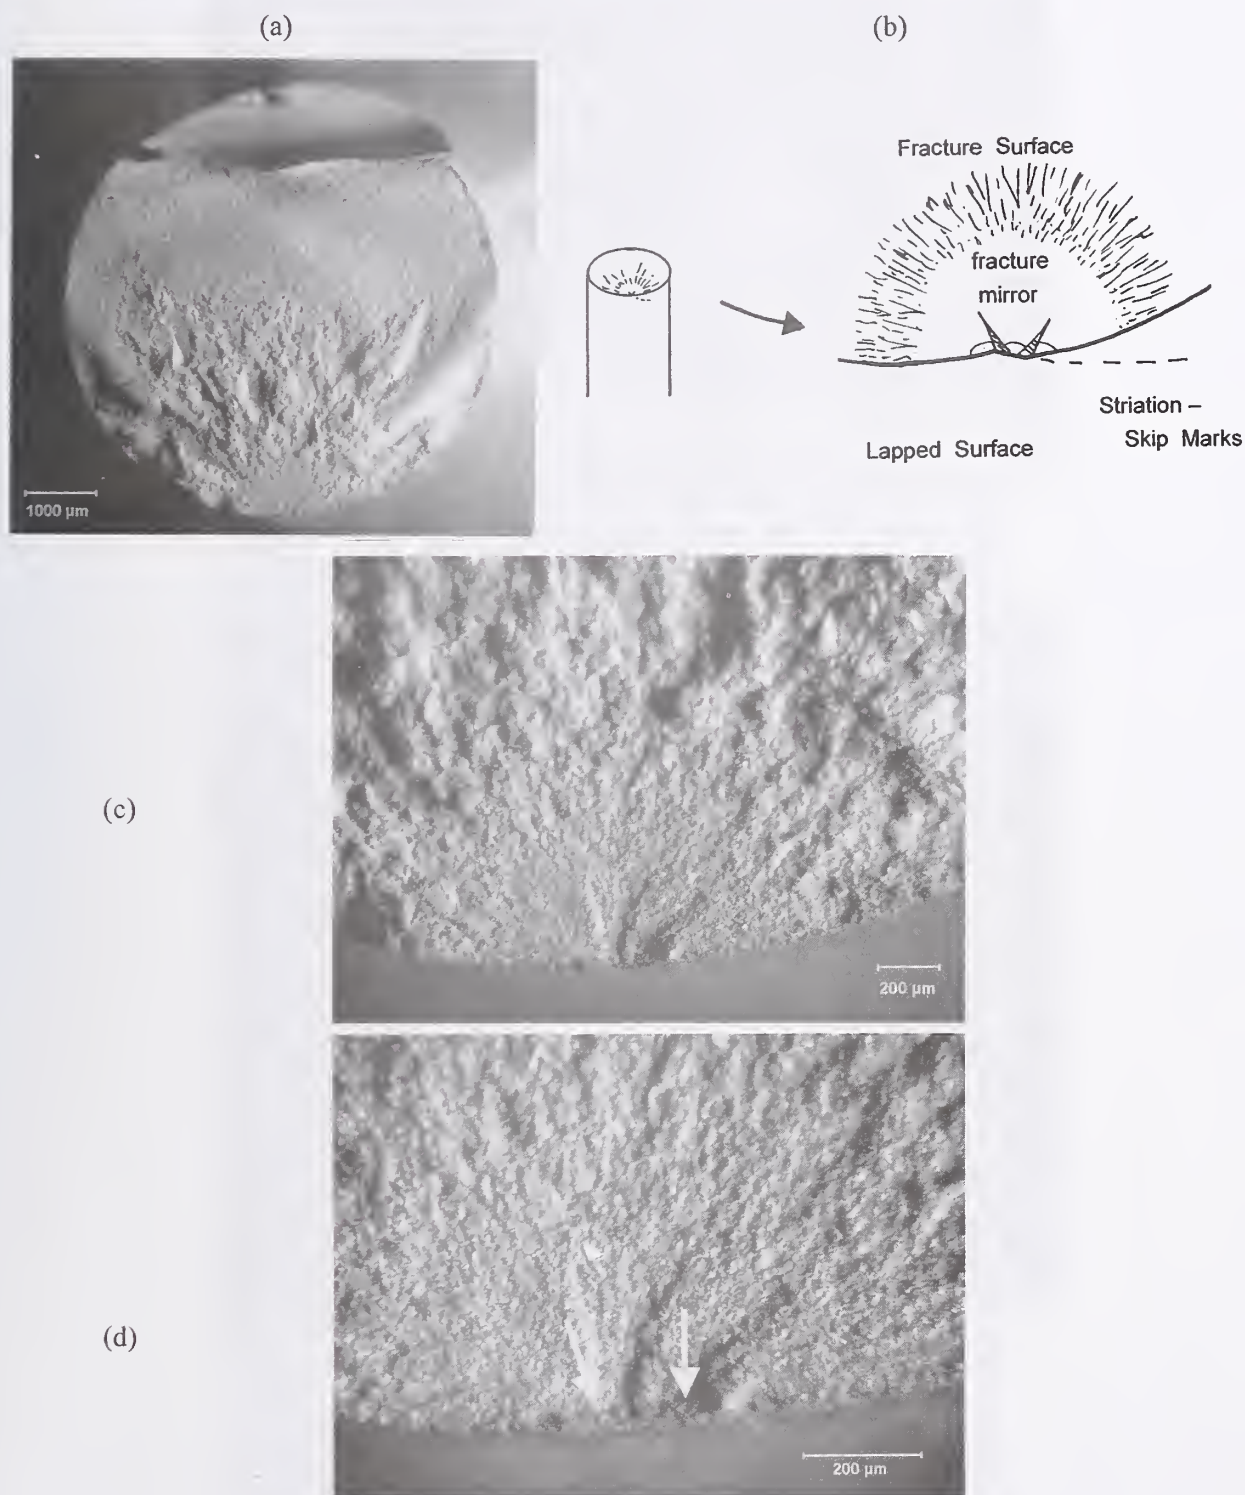 (a)
(b)
Fracture Surface
fracture
mirror
Striation –
Skip Marks
Lapped Surface
1000 µm
(c)
200 µm
(d)
200 µm